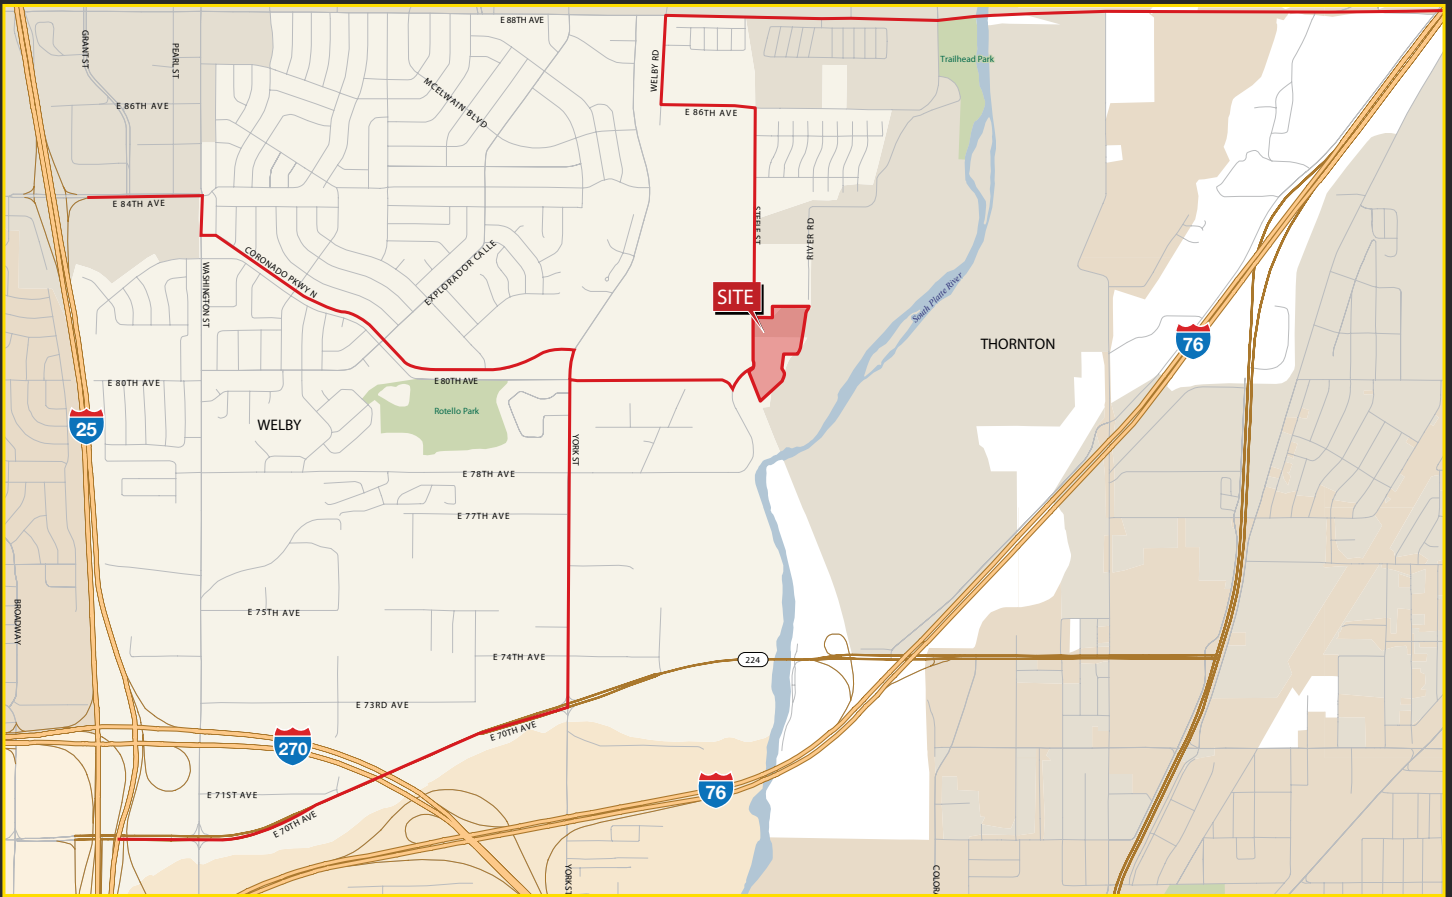 E 88TH AVE
GRANT ST
PEARL ST
WELBY RD
Trailhead Park
MCELWAIN BLVD
E 86TH AVE
E 86TH AVE
E 84TH AVE
STEELE ST
RIVER RD
CORONADO PKWY N
EXPLORADOR CALLE
WASHINGTON ST
SITE
South Platte River
THORNTON
76
E 80TH AVE
E 80TH AVE
Rotello Park
WELBY
25
YORK ST
E 78TH AVE
E 77TH AVE
E 75TH AVE
BROADWAY
E 74TH AVE
224
E 73RD AVE
E 70TH AVE
270
76
E 71ST AVE
E 70TH AVE
YORK ST
COLOR